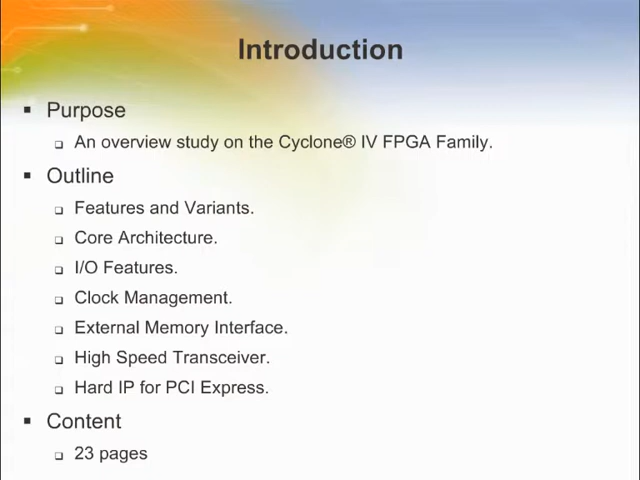 Introduction
Purpose
An overview study on the Cyclone® IV FPGA Family.
Outline
Features and Variants.
Core Architecture.
I/O Features.
Clock Management.
External Memory Interface.
High Speed Transceiver.
Hard IP for PCI Express.
Content
23 pages